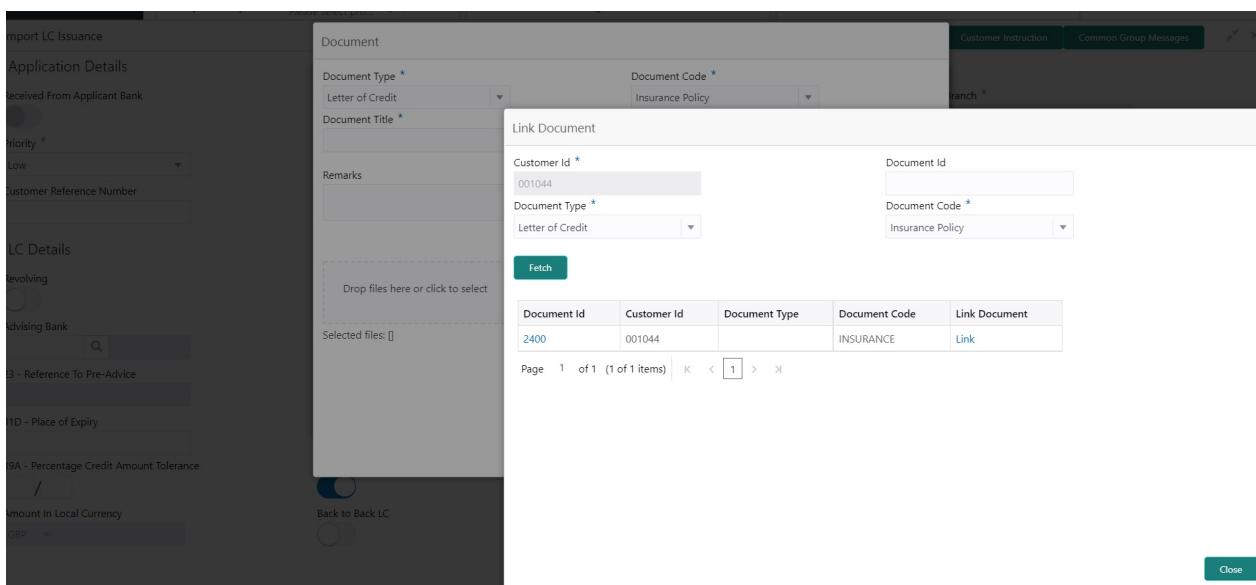 Import LC Issuance
Customer Instruction
Common Group Messages
Application Details
Received From Applicant Bank
Branch *
Priority *
Low
Customer Reference Number
LC Details
Revolving
Advising Bank
23 - Reference To Pre-Advice
31D - Place of Expiry
39A - Percentage Credit Amount Tolerance
/
Amount In Local Currency
GBP
Back to Back LC
Document
Document Type *
Document Code *
Letter of Credit
Insurance Policy
Document Title *
Remarks
Drop files here or click to select
Selected files: []
Link Document
Customer Id *
Document Id
001044
Document Type *
Document Code *
Letter of Credit
Insurance Policy
Fetch
Document Id Customer Id Document Type Document Code Link Document
2400 001044 INSURANCE Link
Page 1 of 1 (1 of 1 items) 1
Close